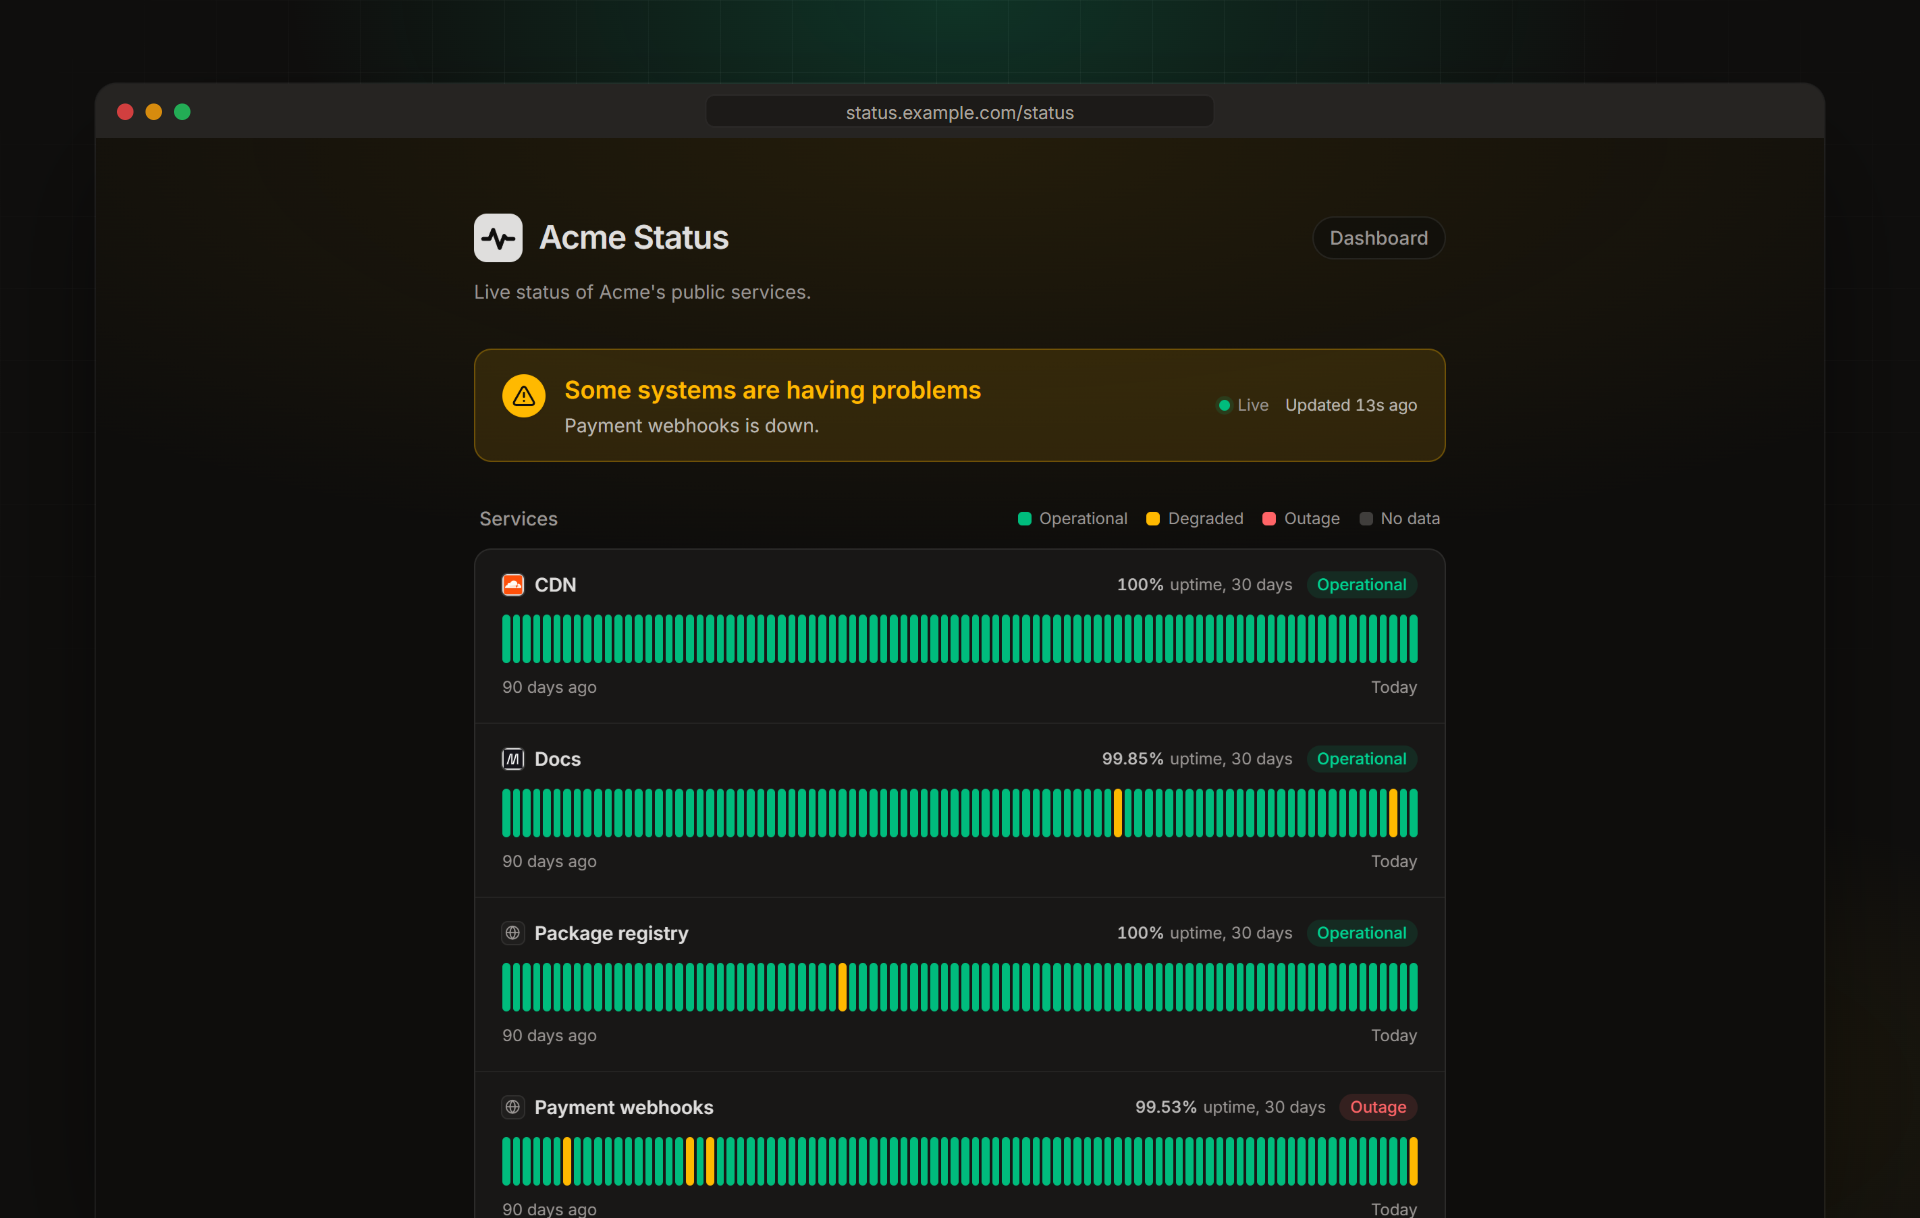 status.example.com/status
Acme Status
Dashboard
Live status of Acme's public services.
Some systems are having problems
Payment webhooks is down.
Live Updated 13s ago
Services
Operational Degraded Outage No data
CDN
100% uptime, 30 days Operational
90 days ago Today
Docs
99.85% uptime, 30 days Operational
90 days ago Today
Package registry
100% uptime, 30 days Operational
90 days ago Today
Payment webhooks
99.53% uptime, 30 days Outage
90 days ago Today